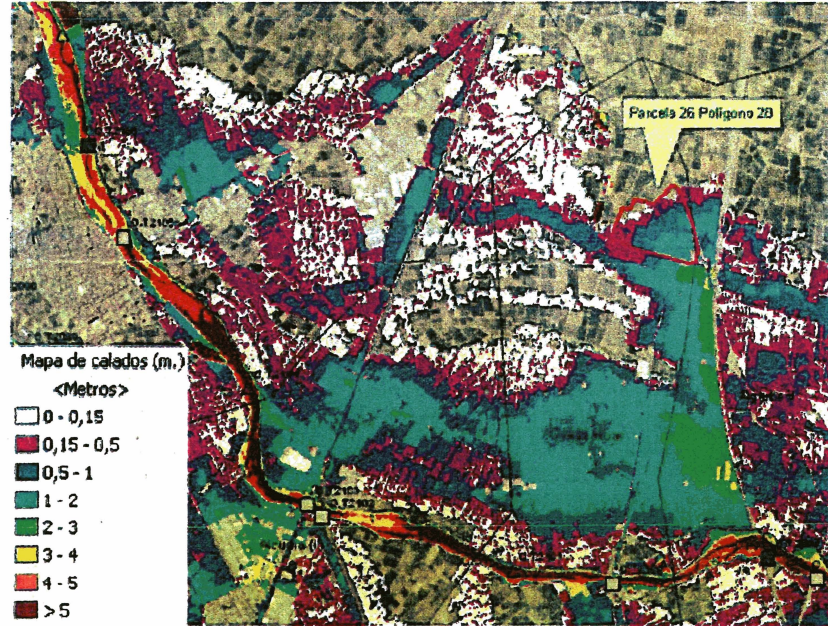 Parcela 26 Polígono 28
Mapa de calados (m.)
<Metros>
0 - 0,15
0,15 - 0,5
0,5 - 1
1 - 2
2 - 3
3 - 4
4 - 5
> 5